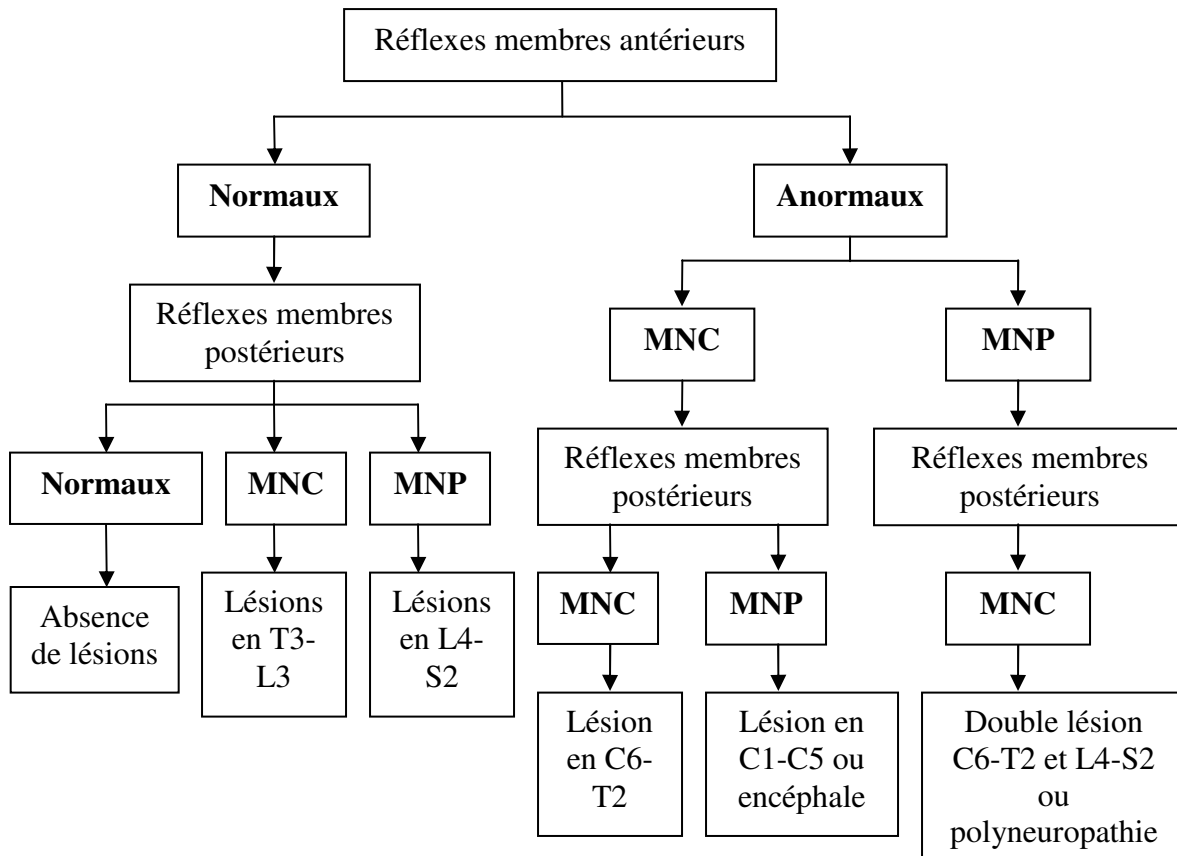 Réflexes membres antérieurs
Normaux
Anormaux
Réflexes membres
postérieurs
MNC
MNP
Réflexes membres
postérieurs
Réflexes membres
postérieurs
Normaux
MNC
MNP
MNC
MNP
MNC
Absence
de lésions
Lésions
en T3-
L3
Lésions
en L4-
S2
Lésion
en C6-
T2
Lésion en
C1-C5 ou
encéphale
Double lésion
C6-T2 et L4-S2
ou
polyneuropathie